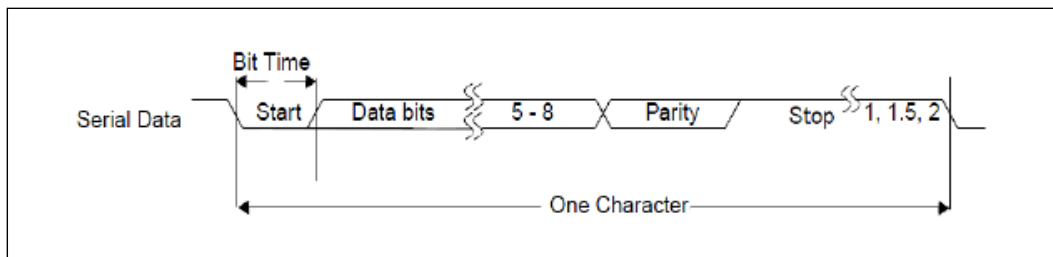 Bit Time
Serial Data Start Data bits 5 - 8 Parity Stop 1, 1.5, 2
One Character